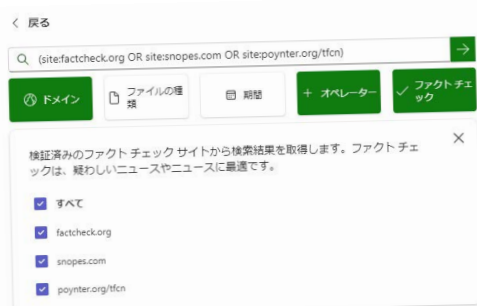 戻る
(site:factcheck.org OR site:snopes.com OR site:poynter.org/tfcn)
ドメイン
ファイルの種
類
期間
オペレーター
ファクト チェ
ック
検証済みのファクト チェック サイトから検索結果を取得します。ファクト チェ
ックは、疑わしいニュースやニュースに最適です。
すべて
factcheck.org
snopes.com
poynter.org/tfcn